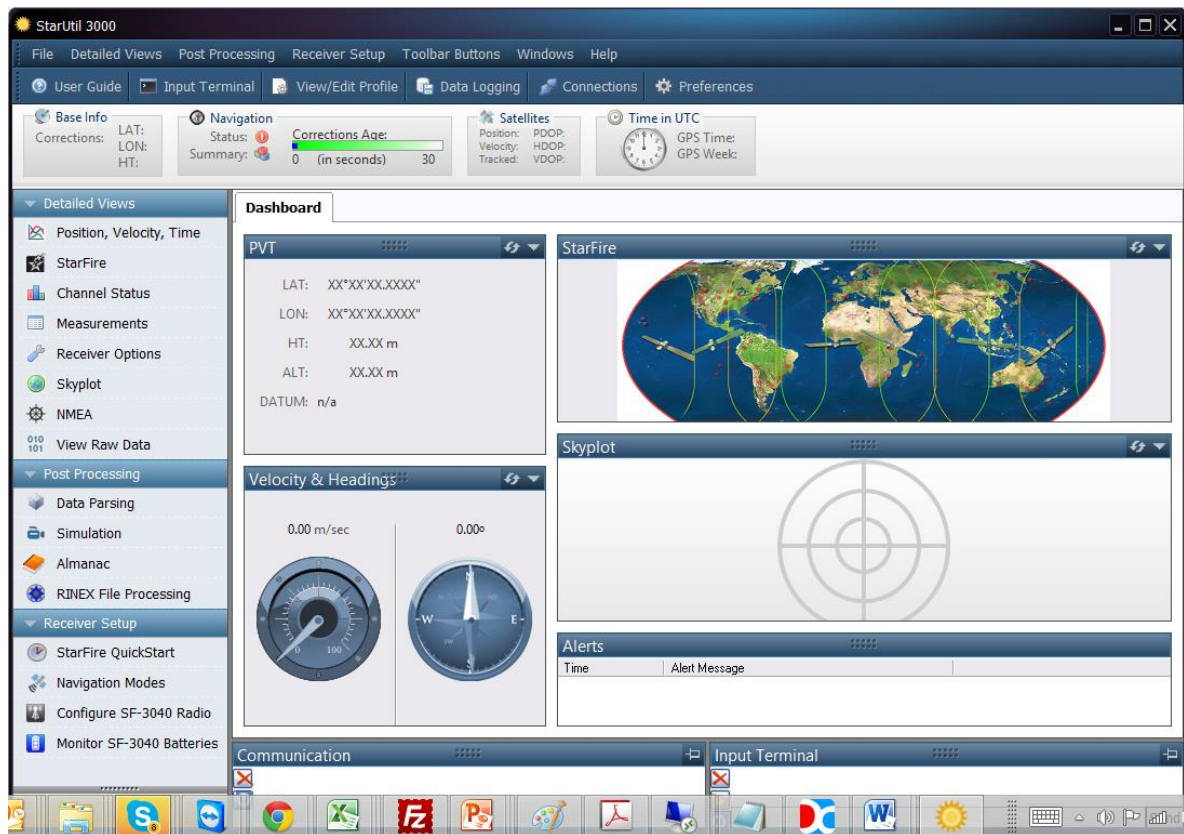 StarUtil 3000
File Detailed Views Post Processing Receiver Setup Toolbar Buttons Windows Help
User Guide Input Terminal View/Edit Profile Data Logging Connections Preferences
Base Info
Corrections: LAT:
LON:
HT:
Navigation
Status:
Summary:
Corrections Age:
0 (in seconds) 30
Satellites
Position: PDOP:
Velocity: HDOP:
Tracked: VDOP:
Time in UTC
GPS Time:
GPS Week:
Detailed Views
Position, Velocity, Time
StarFire
Channel Status
Measurements
Receiver Options
Skyplot
NMEA
010
101
View Raw Data
Post Processing
Data Parsing
Simulation
Almanac
RINEX File Processing
Receiver Setup
StarFire QuickStart
Navigation Modes
Configure SF-3040 Radio
Monitor SF-3040 Batteries
Dashboard
PVT
LAT: XX°XX'XX.XXXX"
LON: XX°XX'XX.XXXX"
HT: XX.XX m
ALT: XX.XX m
DATUM: n/a
Velocity & Headings
0.00 m/sec 0.00º
0 100
N
W E
SW
S
StarFire
Skyplot
Alerts
Time Alert Message
Communication
Input Terminal